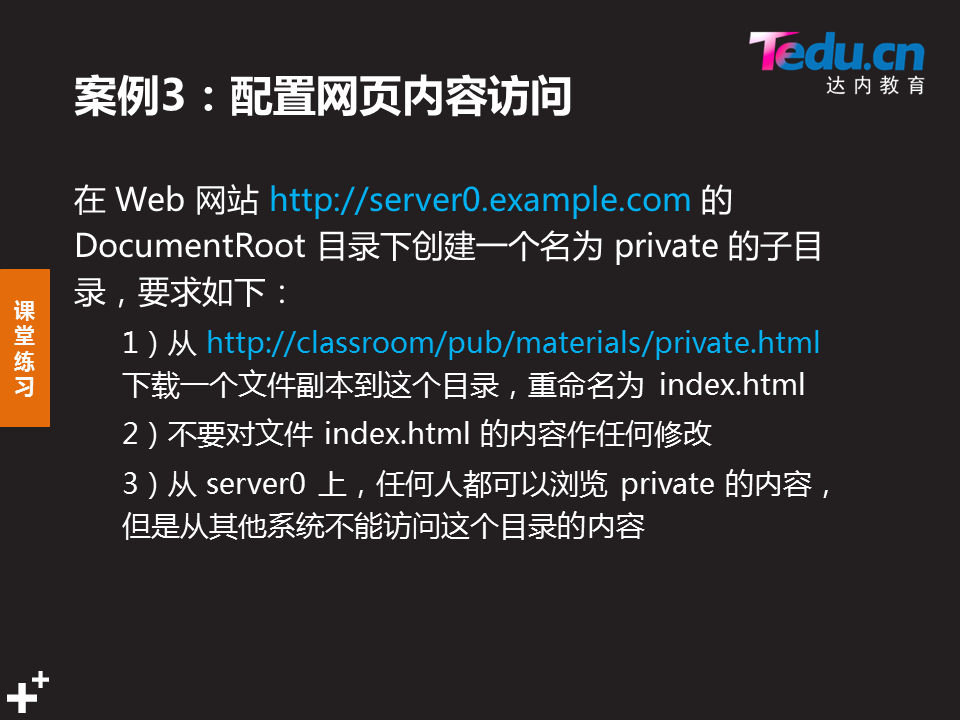 Tedu.cn
达内教育
案例3：配置网页内容访问
在 Web 网站 http://server0.example.com 的
DocumentRoot 目录下创建一个名为 private 的子目
录，要求如下：
1）从 http://classroom/pub/materials/private.html
下载一个文件副本到这个目录，重命名为 index.html
2）不要对文件 index.html 的内容作任何修改
3）从 server0 上，任何人都可以浏览 private 的内容，
但是从其他系统不能访问这个目录的内容
课
堂
练
习